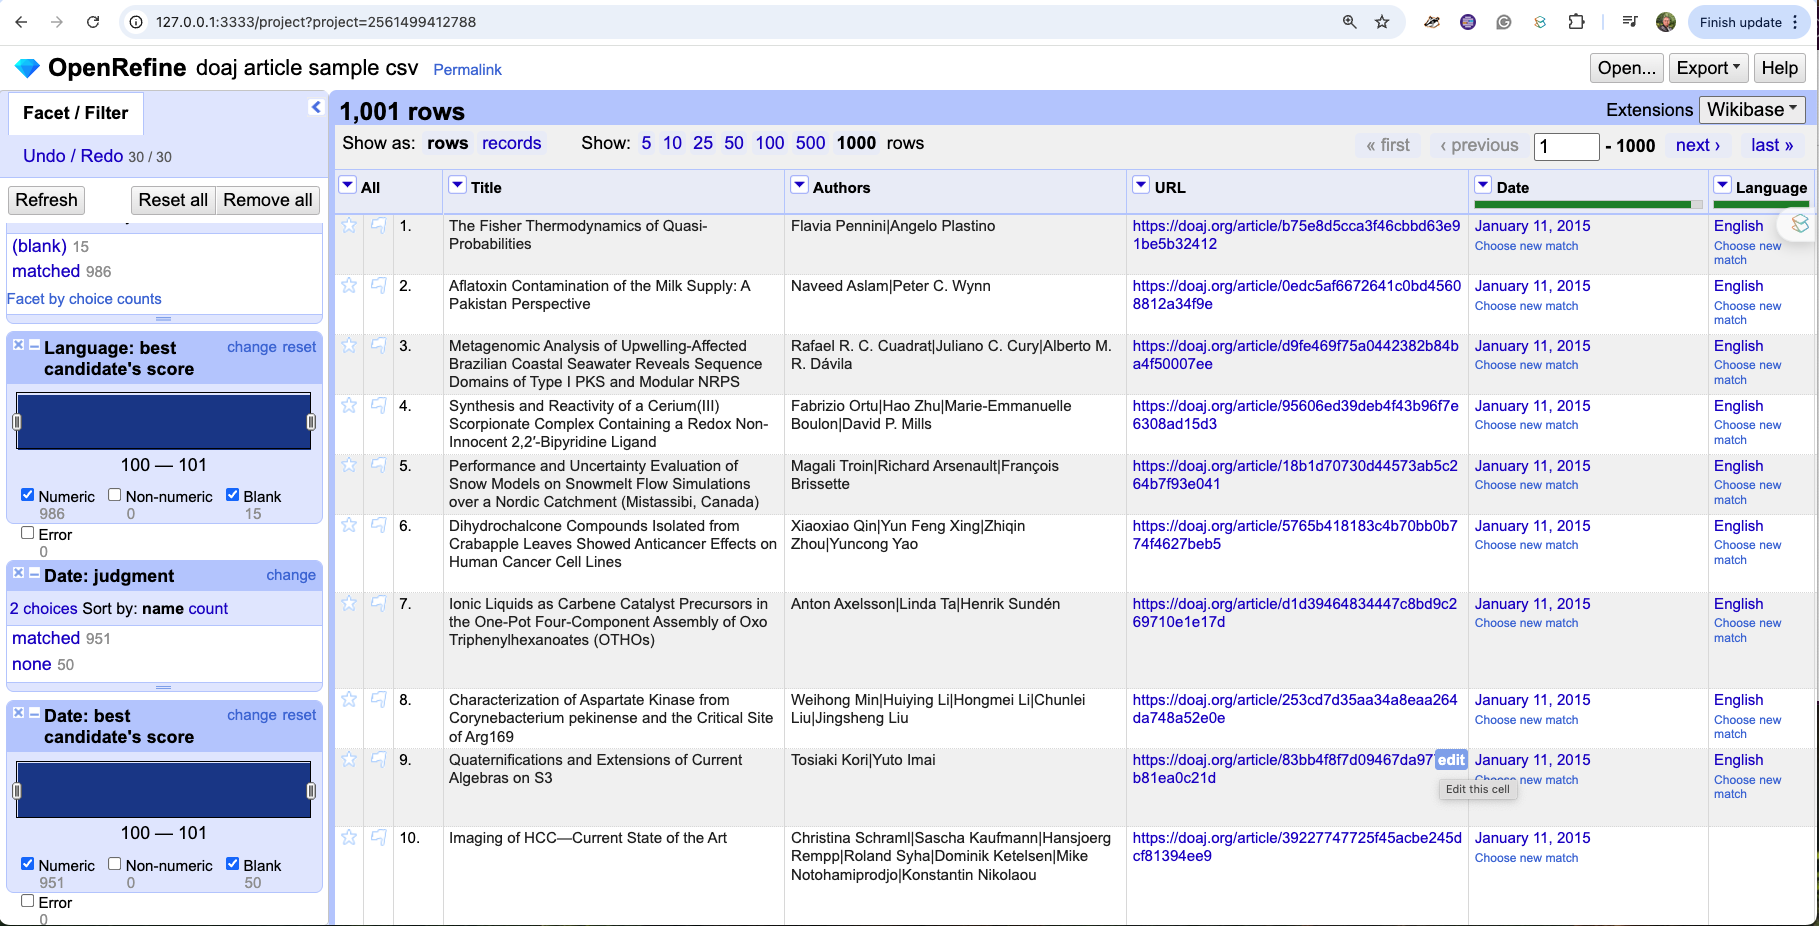 127.0.0.1:3333/project?project=2561499412788
Finish update
OpenRefine doaj article sample csv Permalink
Open... Export Help
Facet / Filter
Undo / Redo 30 / 30
Refresh Reset all Remove all
(blank) 15
matched 986
Facet by choice counts
Language: best candidate's score change reset
100 — 101
Numeric Non-numeric Blank
986 0 15
Error
0
Date: judgment change
2 choices Sort by: name count
matched 951
none 50
Date: best candidate's score change reset
100 — 101
Numeric Non-numeric Blank
951 0 50
Error
0
1,001 rows
Extensions Wikibase
Show as: rows records Show: 5 10 25 50 100 500 1000 rows
« first ‹ previous 1 - 1000 next › last »
All Title Authors URL Date Language
1. The Fisher Thermodynamics of Quasi-
Probabilities
Flavia Pennini|Angelo Plastino
https://doaj.org/article/b75e8d5cca3f46cbbd63e9
1be5b32412
January 11, 2015
Choose new match
English
Choose new
match
2. Aflatoxin Contamination of the Milk Supply: A
Pakistan Perspective
Naveed Aslam|Peter C. Wynn
https://doaj.org/article/0edc5af6672641c0bd4560
8812a34f9e
January 11, 2015
Choose new match
English
Choose new
match
3. Metagenomic Analysis of Upwelling-Affected
Brazilian Coastal Seawater Reveals Sequence
Domains of Type I PKS and Modular NRPS
Rafael R. C. Cuadrat|Juliano C. Cury|Alberto M.
R. Dávila
https://doaj.org/article/d9fe469f75a0442382b84b
a4f50007ee
January 11, 2015
Choose new match
English
Choose new
match
4. Synthesis and Reactivity of a Cerium(III)
Scorpionate Complex Containing a Redox Non-
Innocent 2,2′-Bipyridine Ligand
Fabrizio Ortu|Hao Zhu|Marie-Emmanuelle
Boulon|David P. Mills
https://doaj.org/article/95606ed39deb4f43b96f7e
6308ad15d3
January 11, 2015
Choose new match
English
Choose new
match
5. Performance and Uncertainty Evaluation of
Snow Models on Snowmelt Flow Simulations
over a Nordic Catchment (Mistassibi, Canada)
Magali Troin|Richard Arsenault|François
Brissette
https://doaj.org/article/18b1d70730d44573ab5c2
64b7f93e041
January 11, 2015
Choose new match
English
Choose new
match
6. Dihydrochalcone Compounds Isolated from
Crabapple Leaves Showed Anticancer Effects on
Human Cancer Cell Lines
Xiaoxiao Qin|Yun Feng Xing|Zhiqin
Zhou|Yuncong Yao
https://doaj.org/article/5765b418183c4b70bb0b7
74f4627beb5
January 11, 2015
Choose new match
English
Choose new
match
7. Ionic Liquids as Carbene Catalyst Precursors in
the One-Pot Four-Component Assembly of Oxo
Triphenylhexanoates (OTHOs)
Anton Axelsson|Linda Ta|Henrik Sundén
https://doaj.org/article/d1d39464834447c8bd9c2
69710e1e17d
January 11, 2015
Choose new match
English
Choose new
match
8. Characterization of Aspartate Kinase from
Corynebacterium pekinense and the Critical Site
of Arg169
Weihong Min|Huiying Li|Hongmei Li|Chunlei
Liu|Jingsheng Liu
https://doaj.org/article/253cd7d35aa34a8eaa264
da748a52e0e
January 11, 2015
Choose new match
English
Choose new
match
9. Quaternifications and Extensions of Current
Algebras on S3
Tosiaki Kori|Yuto Imai
https://doaj.org/article/83bb4f8f7d09467da97 edit
b81ea0c21d
Edit this cell
January 11, 2015
new match
English
Choose new
match
10. Imaging of HCC—Current State of the Art
Christina Schraml|Sascha Kaufmann|Hansjoerg
Rempp|Roland Syha|Dominik Ketelsen|Mike
Notohamiprodjo|Konstantin Nikolaou
https://doaj.org/article/39227747725f45acbe245d
cf81394ee9
January 11, 2015
Choose new match